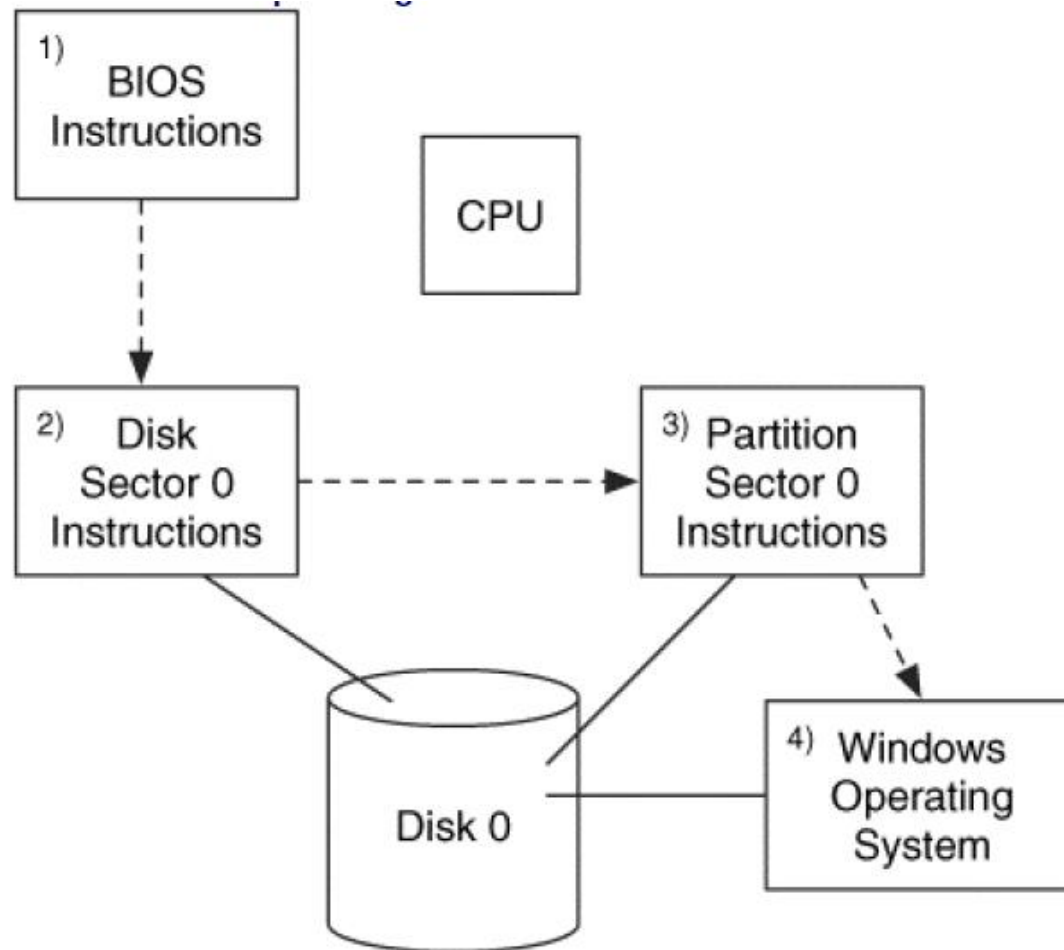 1)
BIOS
Instructions
CPU
2) Disk
Sector 0
Instructions
3) Partition
Sector 0
Instructions
Disk 0
4) Windows
Operating
System